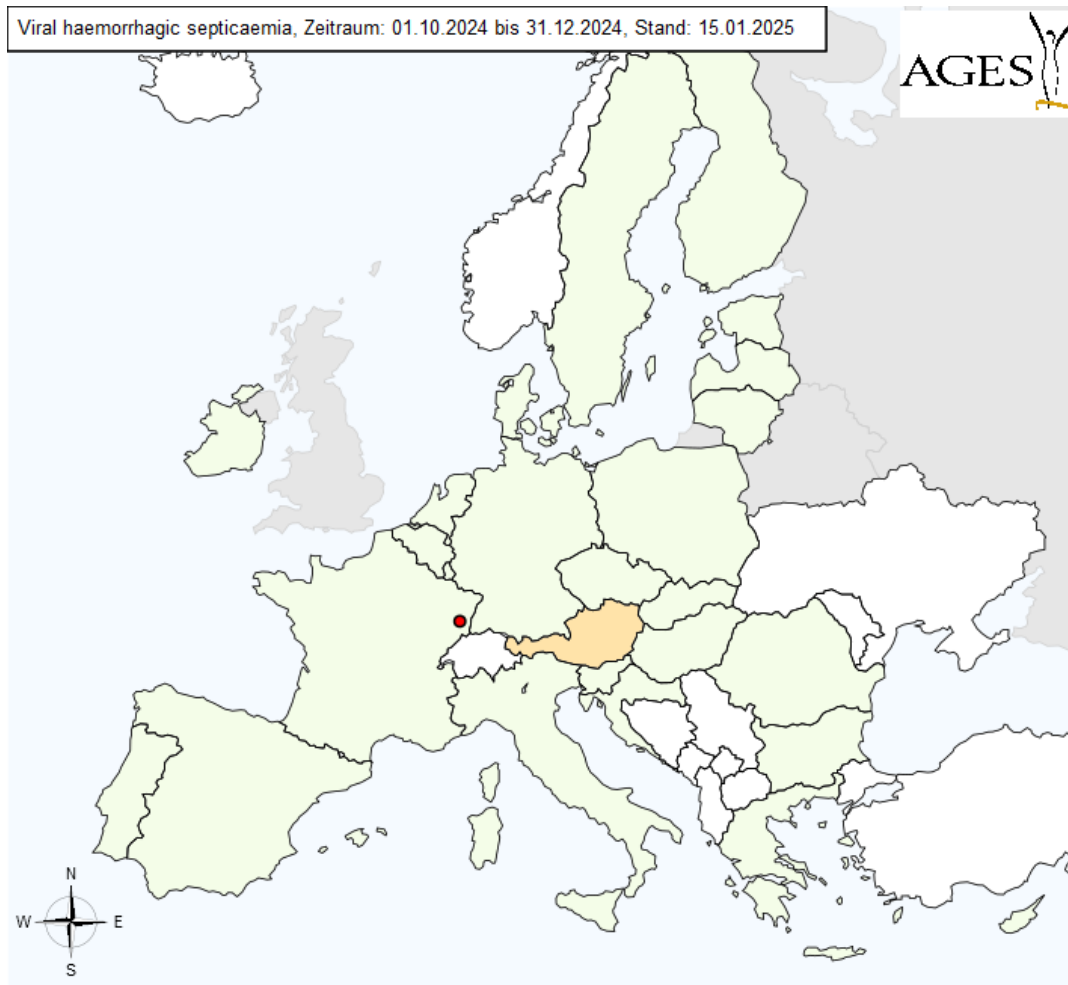 Viral haemorrhagic septicaemia, Zeitraum: 01.10.2024 bis 31.12.2024, Stand: 15.01.2025
AGES
N
W E
S